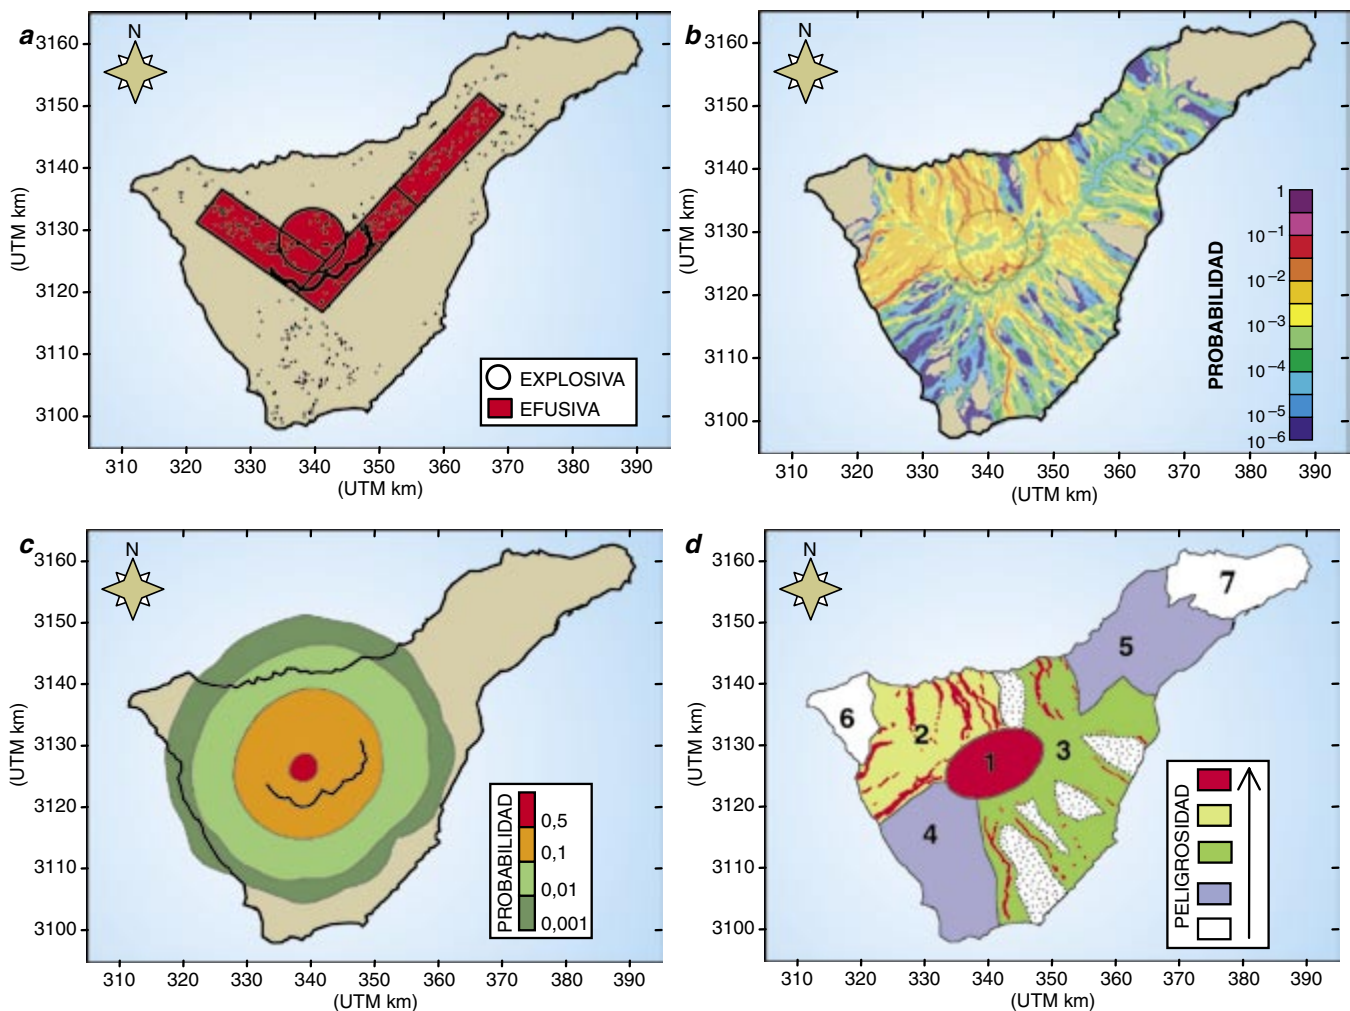 a
N
3160
3150
3140
3130
3120
3110
3100
(UTM km)
310 320 330 340 350 360 370 380 390
(UTM km)
EXPLOSIVA
EFUSIVA
b
N
3160
3150
3140
3130
3120
3110
3100
(UTM km)
310 320 330 340 350 360 370 380 390
(UTM km)
PROBABILIDAD
1
10⁻¹
10⁻²
10⁻³
10⁻⁴
10⁻⁵
10⁻⁶
c
N
3160
3150
3140
3130
3120
3110
3100
(UTM km)
310 320 330 340 350 360 370 380 390
(UTM km)
PROBABILIDAD
0,5
0,1
0,01
0,001
d
N
3160
3150
3140
3130
3120
3110
3100
(UTM km)
310 320 330 340 350 360 370 380 390
(UTM km)
7
5
6
2
3
1
4
PELIGROSIDAD